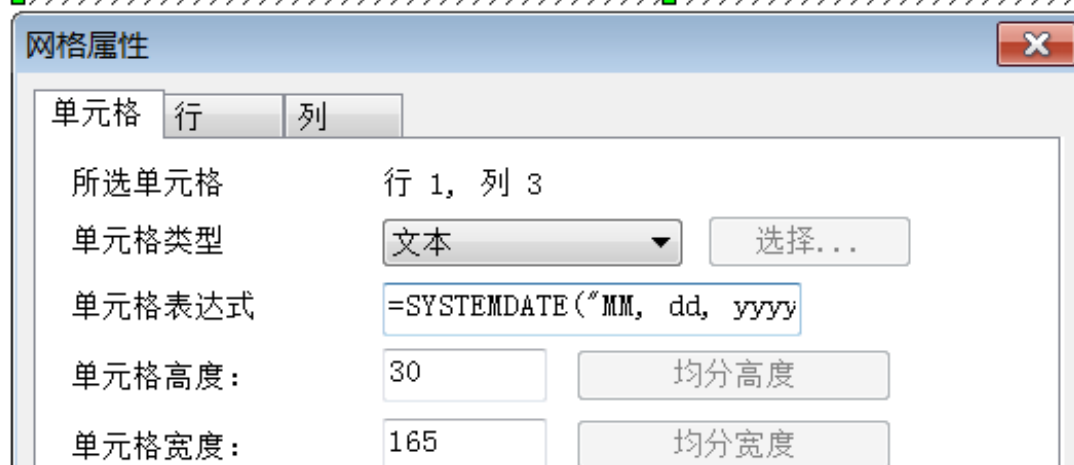 网格属性
单元格 行 列
所选单元格 行 1, 列 3
单元格类型 文本 选择...
单元格表达式 =SYSTEMDATE("MM, dd, yyyy
单元格高度: 30 均分高度
单元格宽度: 165 均分宽度